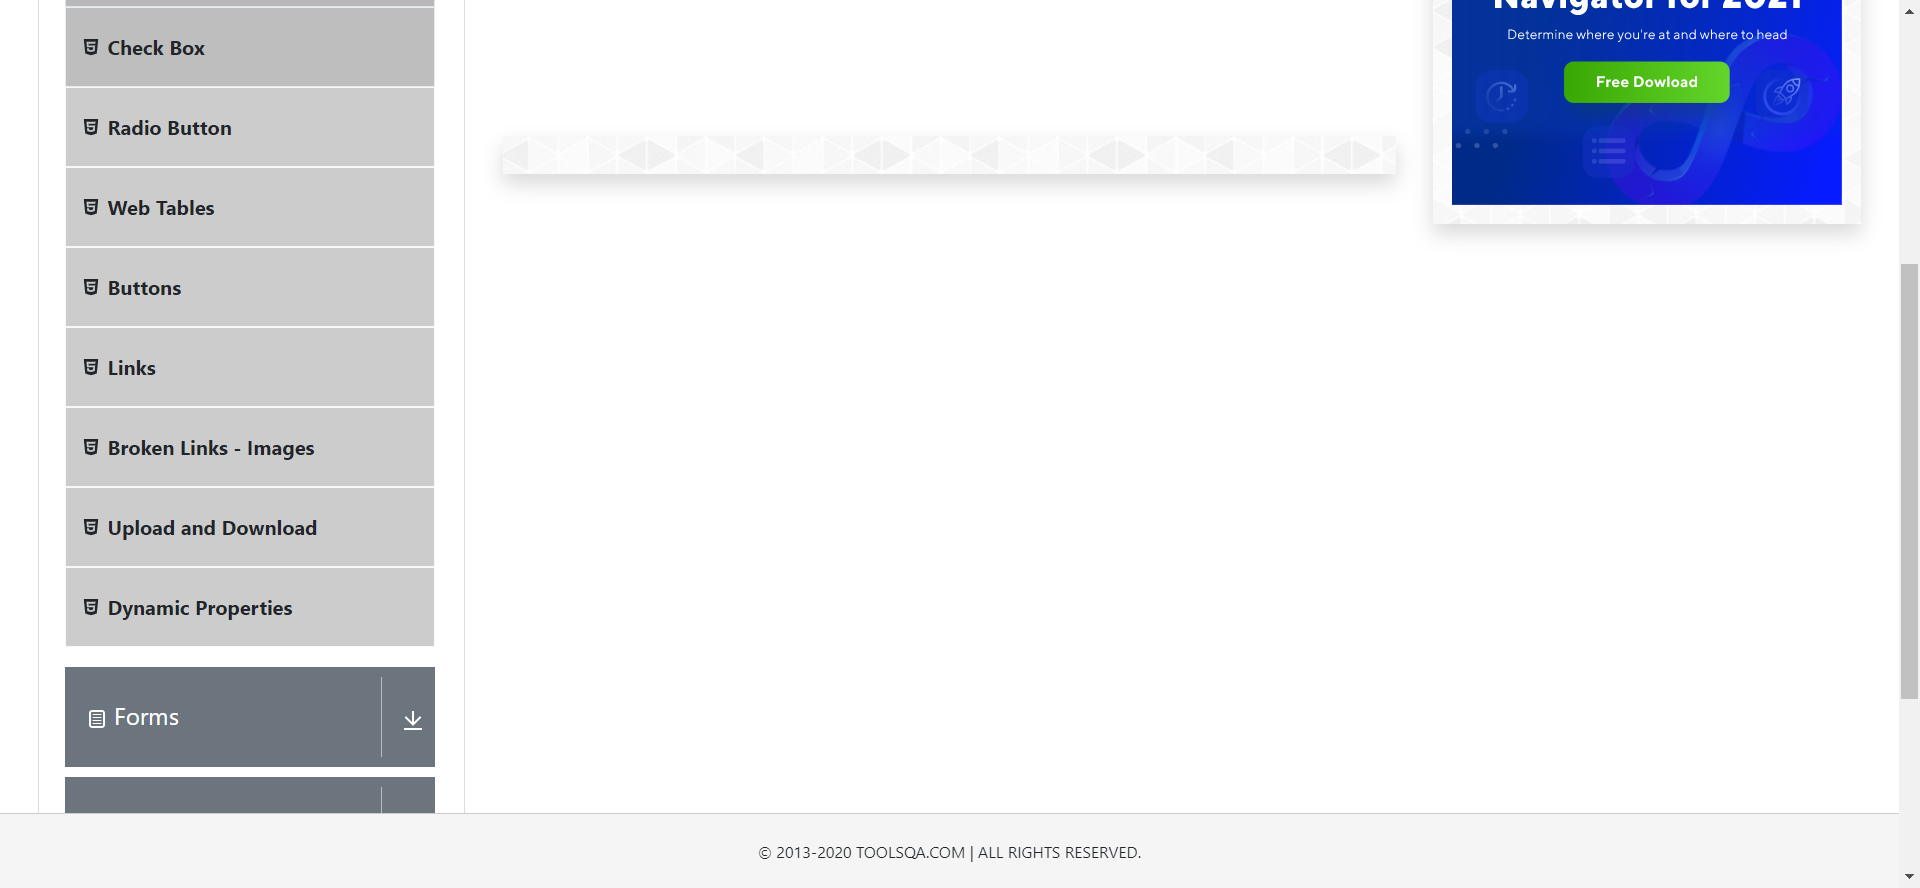 Check Box
Radio Button
Web Tables
Buttons
Links
Broken Links - Images
Upload and Download
Dynamic Properties
Forms
Navigator for 2021
Determine where you're at and where to head
Free Dowload
© 2013-2020 TOOLSQA.COM | ALL RIGHTS RESERVED.